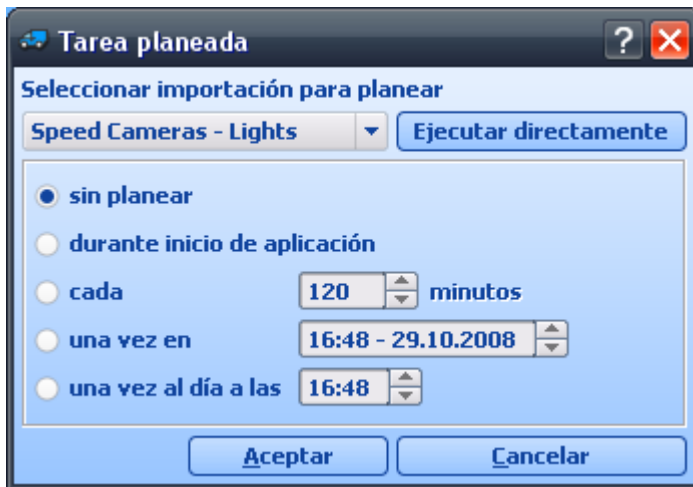 Tarea planeada
Seleccionar importación para planear
Speed Cameras - Lights Ejecutar directamente
sin planear
durante inicio de aplicación
cada 120 minutos
una vez en 16:48 - 29.10.2008
una vez al día a las 16:48
Aceptar Cancelar